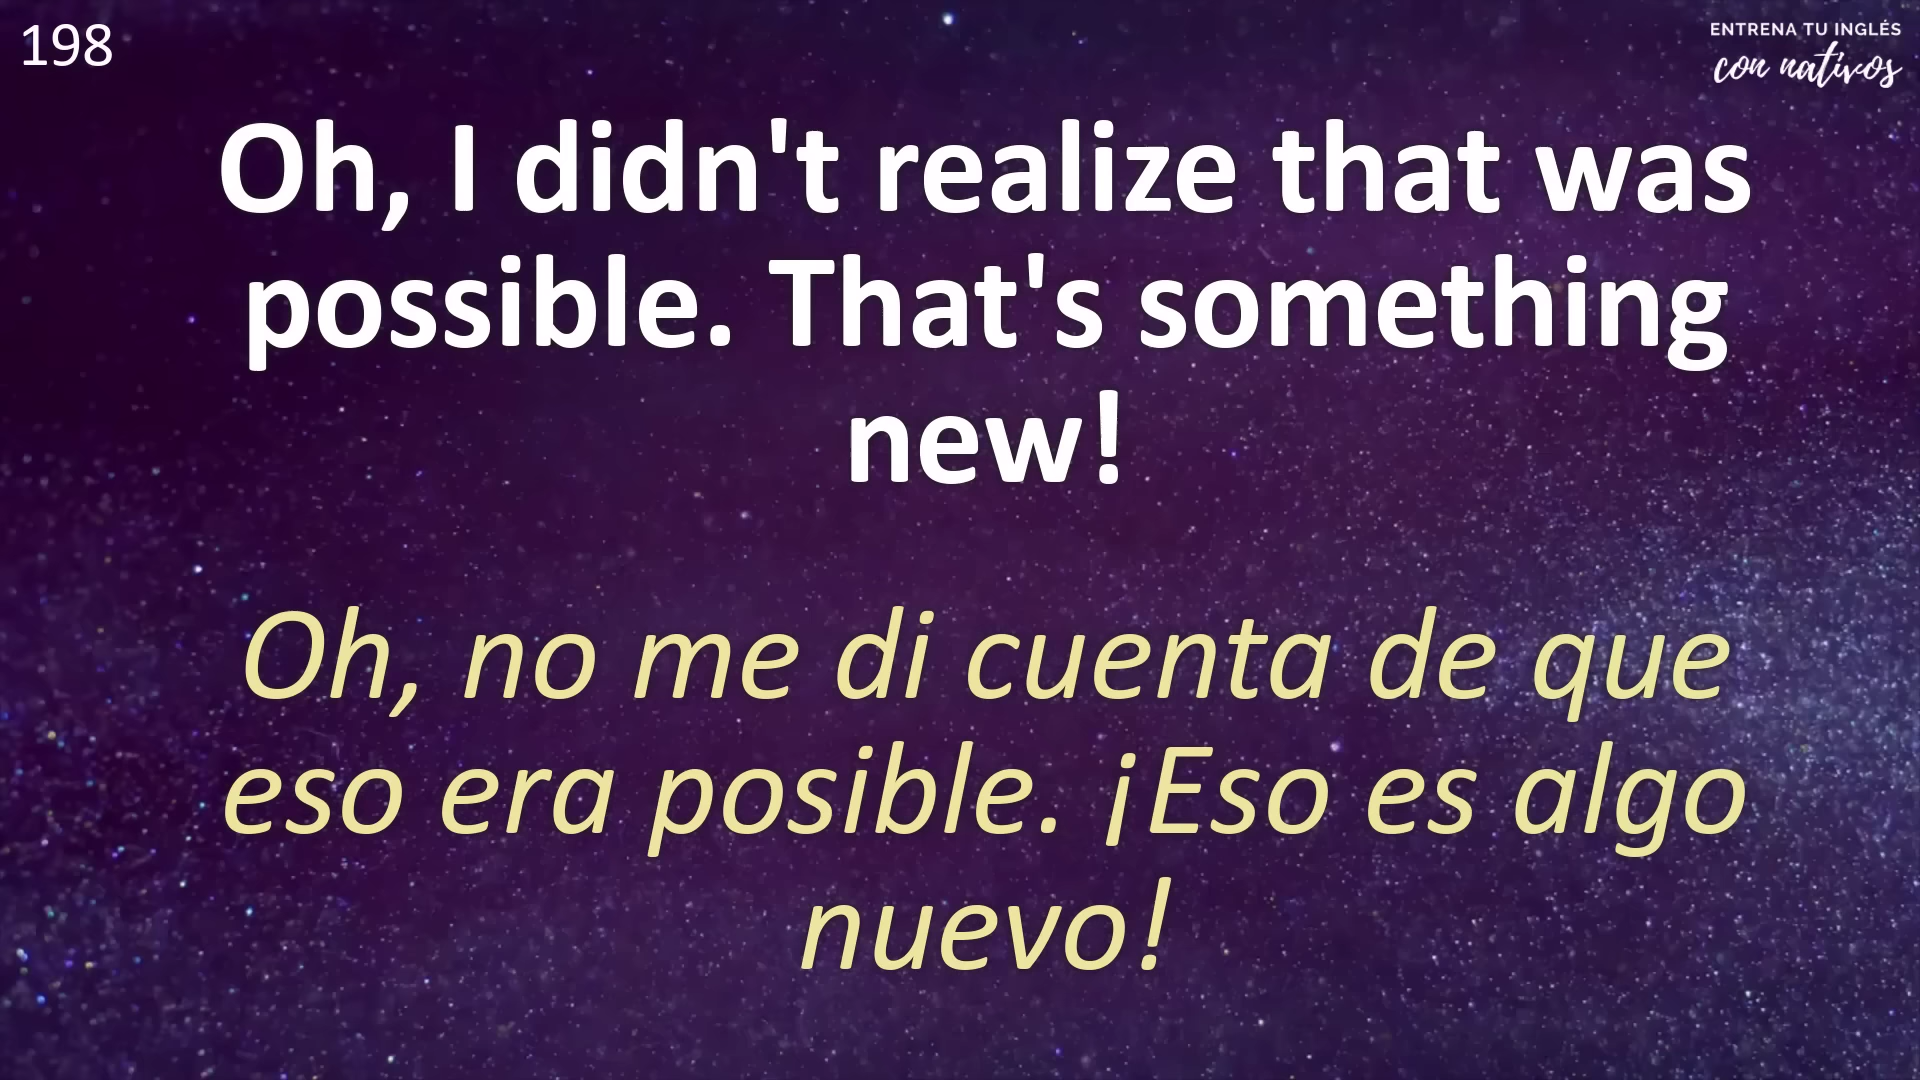 198
ENTRENA TU INGLÉS
con nativos
Oh, I didn't realize that was
possible. That's something
new!
Oh, no me di cuenta de que
eso era posible. ¡Eso es algo
nuevo!